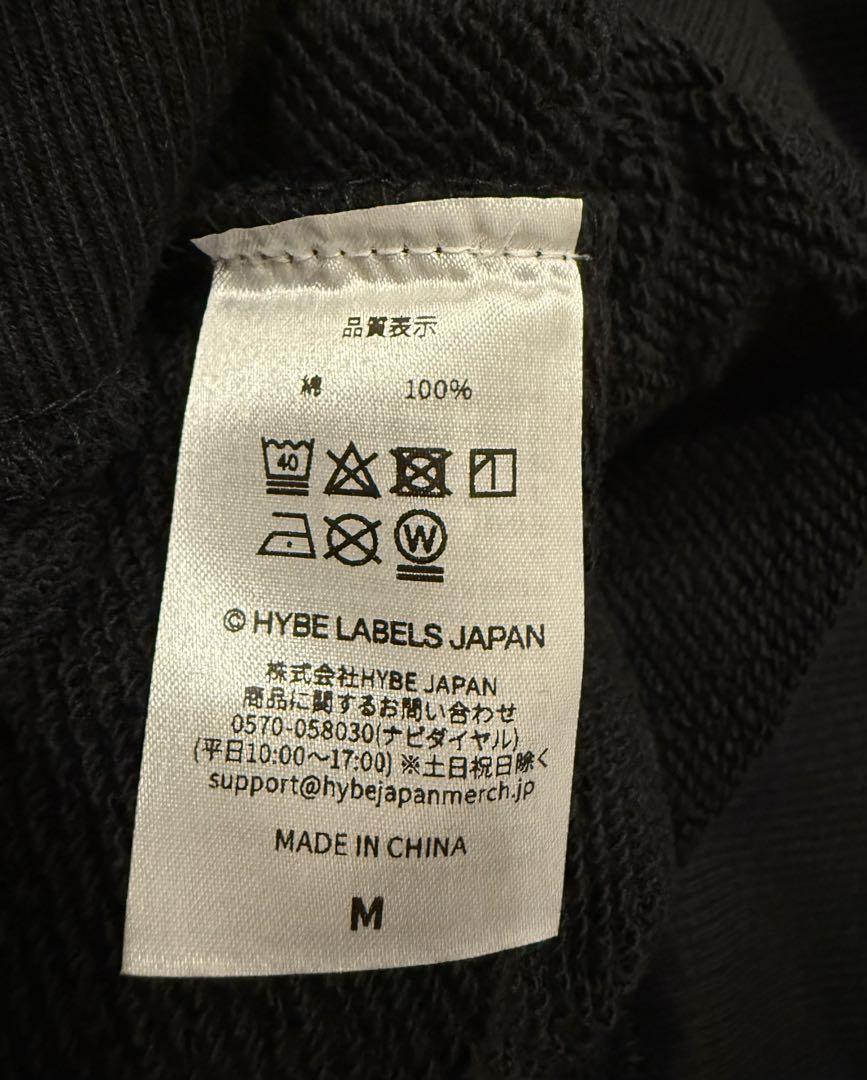 品質表示
綿 100%
40
W
© HYBE LABELS JAPAN
株式会社HYBE JAPAN
商品に関するお問い合わせ
0570-058030(ナビダイヤル)
(平日10:00～17:00) ※土日祝日除く
support@hybejapanmerch.jp
MADE IN CHINA
M